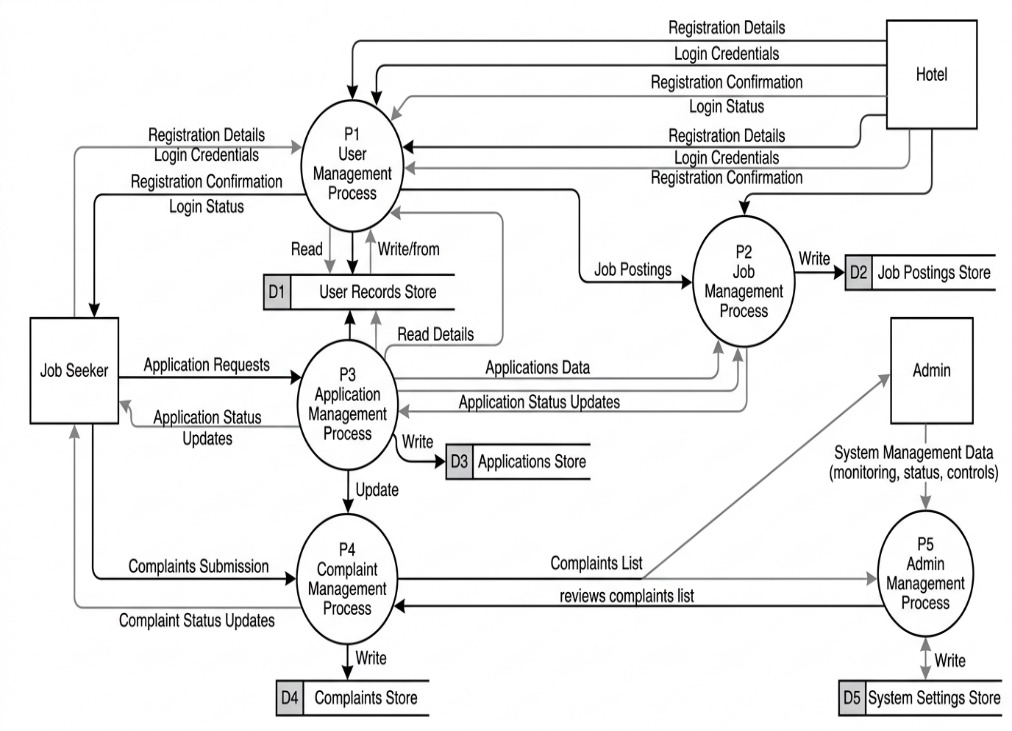 Registration Details
Login Credentials
Registration Confirmation
Login Status
Registration Details
Login Credentials
Registration Confirmation
Hotel
P1
User
Management
Process
Registration Details
Login Credentials
Registration Confirmation
Login Status
Read
Write/from
D1
User Records Store
Job Postings
P2
Job
Management
Process
Write
D2
Job Postings Store
Read Details
Job Seeker
Application Requests
Application Status
Updates
P3
Application
Management
Process
Applications Data
Application Status Updates
Write
D3
Applications Store
Admin
System Management Data
(monitoring, status, controls)
Update
Complaints Submission
Complaint Status Updates
P4
Complaint
Management
Process
Complaints List
reviews complaints list
P5
Admin
Management
Process
Write
D4
Complaints Store
Write
D5
System Settings Store